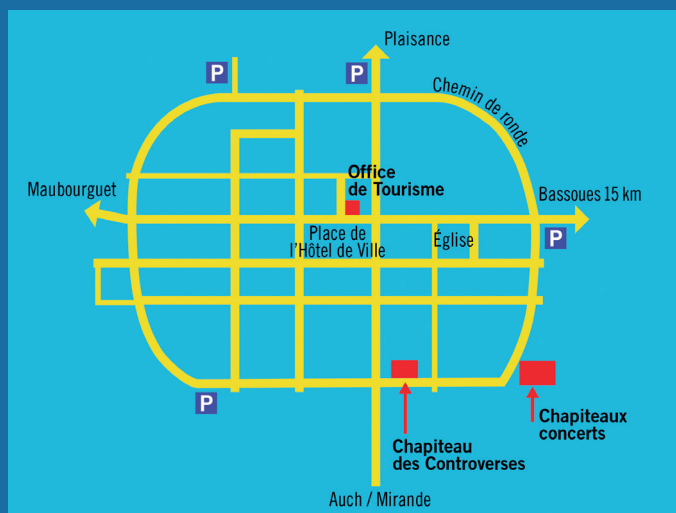 Plaisance
P
P
Chemin de ronde
Office
de Tourisme
Maubourguet
Bassoues 15 km
Place de
l'Hôtel de Ville
Église
P
P
Chapiteaux
concerts
Chapiteau
des Controverses
Auch / Mirande